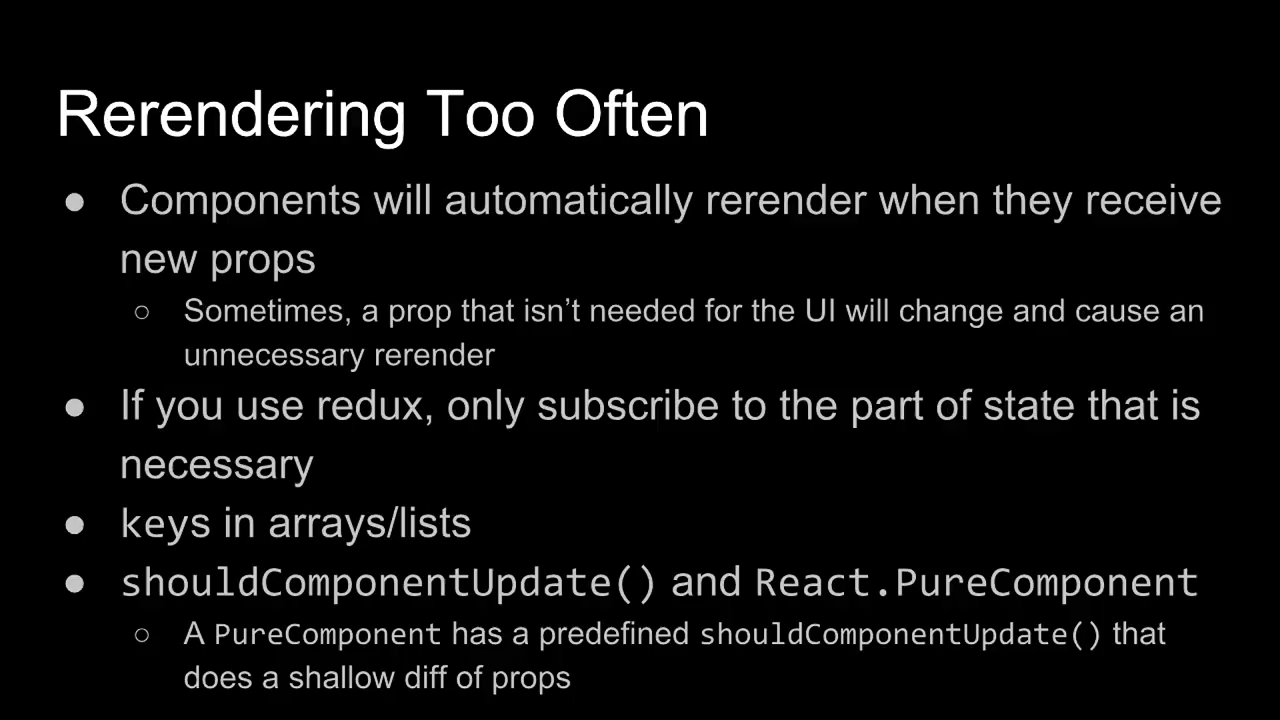 Rerendering Too Often
● Components will automatically rerender when they receive
new props
○ Sometimes, a prop that isn’t needed for the UI will change and cause an
unnecessary rerender
● If you use redux, only subscribe to the part of state that is
necessary
● keys in arrays/lists
● shouldComponentUpdate() and React.PureComponent
○ A PureComponent has a predefined shouldComponentUpdate() that
does a shallow diff of props